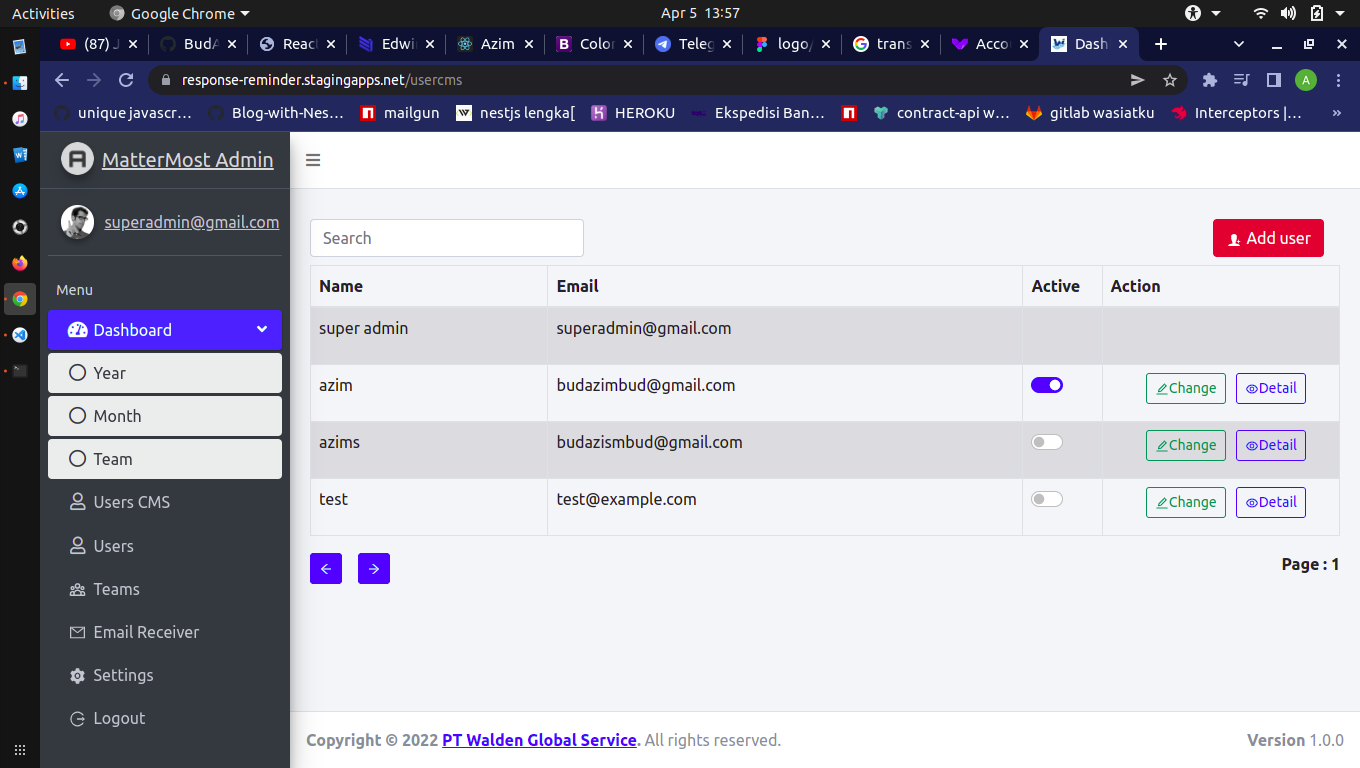 Activities Google Chrome Apr 5 13:57
(87) J BudA Reac Edwi Azim Color Teleg logo/ trans Accou Dash
response-reminder.stagingapps.net/usercms A
unique javascr… Blog-with-Nes… mailgun nestjs lengka[ HEROKU Ekspedisi Ban… contract-api w… gitlab wasiatku Interceptors |… »
MatterMost Admin
superadmin@gmail.com
Menu
Dashboard
Year
Month
Team
Users CMS
Users
Teams
Email Receiver
Settings
Logout
Search Add user
Name Email Active Action
super admin superadmin@gmail.com
azim budazimbud@gmail.com Change Detail
azims budazismbud@gmail.com Change Detail
test test@example.com Change Detail
Page : 1
Copyright © 2022 PT Walden Global Service. All rights reserved. Version 1.0.0